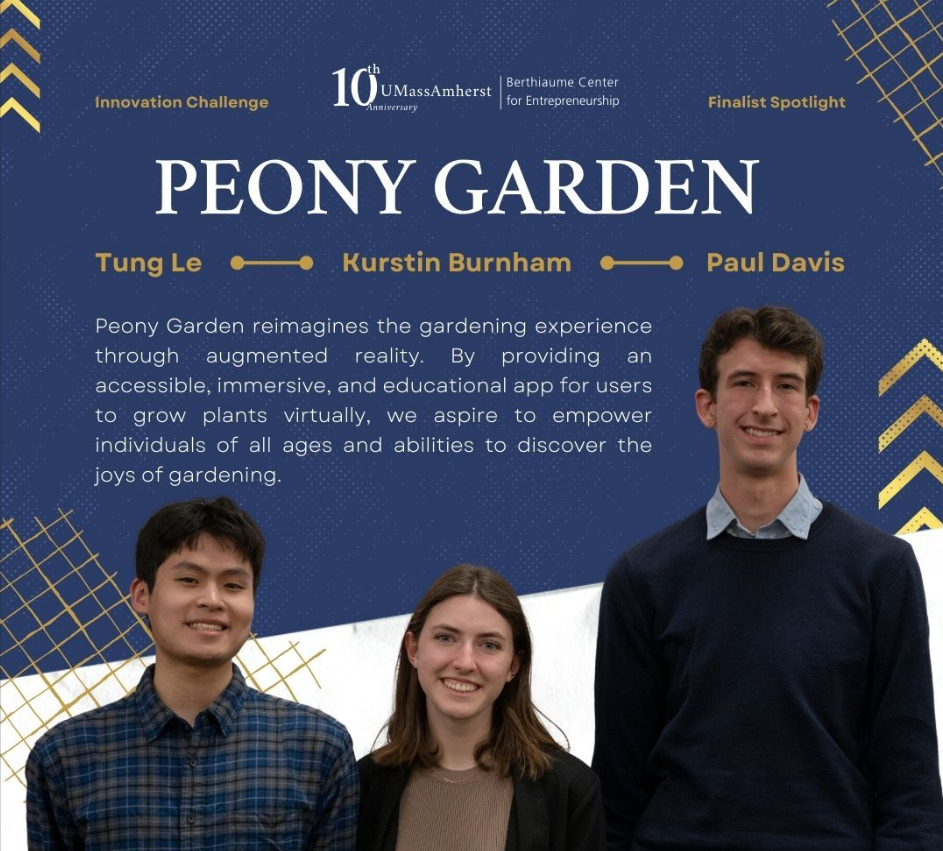 Innovation Challenge
10th Anniversary
UMassAmherst
Berthiaume Center
for Entrepreneurship
Finalist Spotlight
PEONY GARDEN
Tung Le
Kurstin Burnham
Paul Davis
Peony Garden reimagines the gardening experience
through augmented reality. By providing an
accessible, immersive, and educational app for users
to grow plants virtually, we aspire to empower
individuals of all ages and abilities to discover the
joys of gardening.